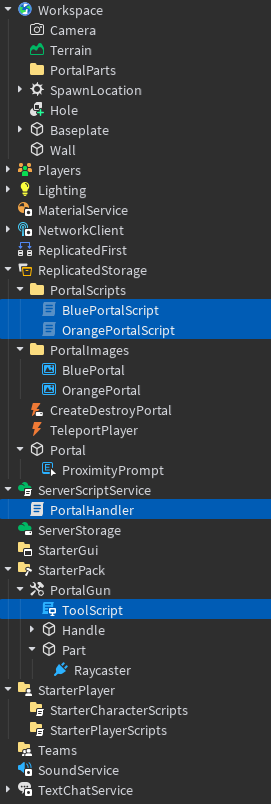 Workspace
Camera
Terrain
PortalParts
SpawnLocation
Hole
Baseplate
Wall
Players
Lighting
MaterialService
NetworkClient
ReplicatedFirst
ReplicatedStorage
PortalScripts
BluePortalScript
OrangePortalScript
PortalImages
BluePortal
OrangePortal
CreateDestroyPortal
TeleportPlayer
Portal
ProximityPrompt
ServerScriptService
PortalHandler
ServerStorage
StarterGui
StarterPack
PortalGun
ToolScript
Handle
Part
Raycaster
StarterPlayer
StarterCharacterScripts
StarterPlayerScripts
Teams
SoundService
TextChatService